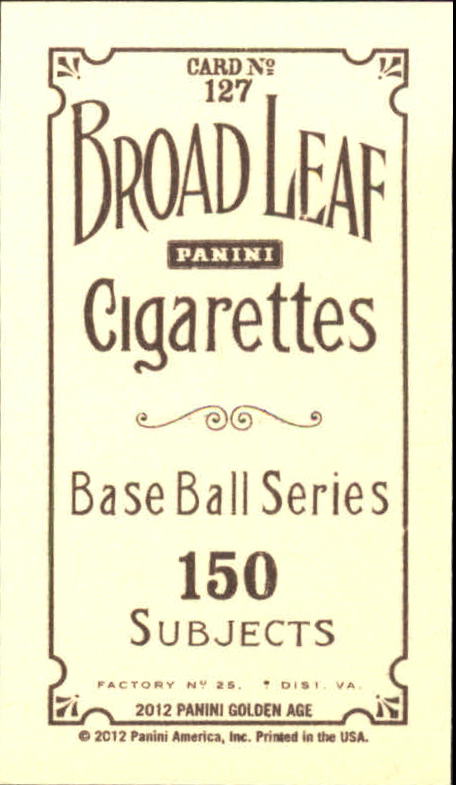 CARD Nº
127
BROAD LEAF
PANINI
Cigarettes
Base Ball Series
150
SUBJECTS
FACTORY Nº 25. DIST. VA.
2012 PANINI GOLDEN AGE
© 2012 Panini America, Inc. Printed in the USA.